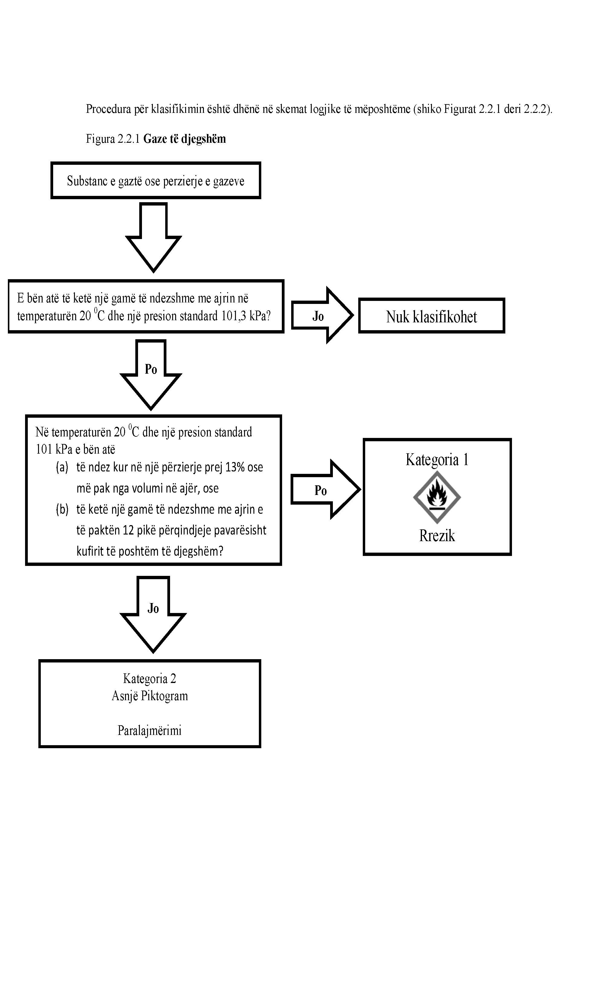 Procedura për klasifikimin është dhënë në skemat logjike të mëposhtëme (shiko Figurat 2.2.1 deri 2.2.2).
Figura 2.2.1 Gaze të djegshëm
Substanc e gaztë ose perzierje e gazeve
E bën atë të ketë një gamë të ndezshme me ajrin në
temperaturën 20 ⁰C dhe një presion standard 101,3 kPa?
Jo
Nuk klasifikohet
Po
Në temperaturën 20 ⁰C dhe një presion standard
101 kPa e bën atë
(a) të ndez kur në një përzierje prej 13% ose
më pak nga volumi në ajër, ose
(b) të ketë një gamë të ndezshme me ajrin e
të paktën 12 pikë përqindjeje pavarësisht
kufirit të poshtëm të djegshëm?
Po
Kategoria 1
Rrezik
Jo
Kategoria 2
Asnjë Piktogram
Paralajmërimi